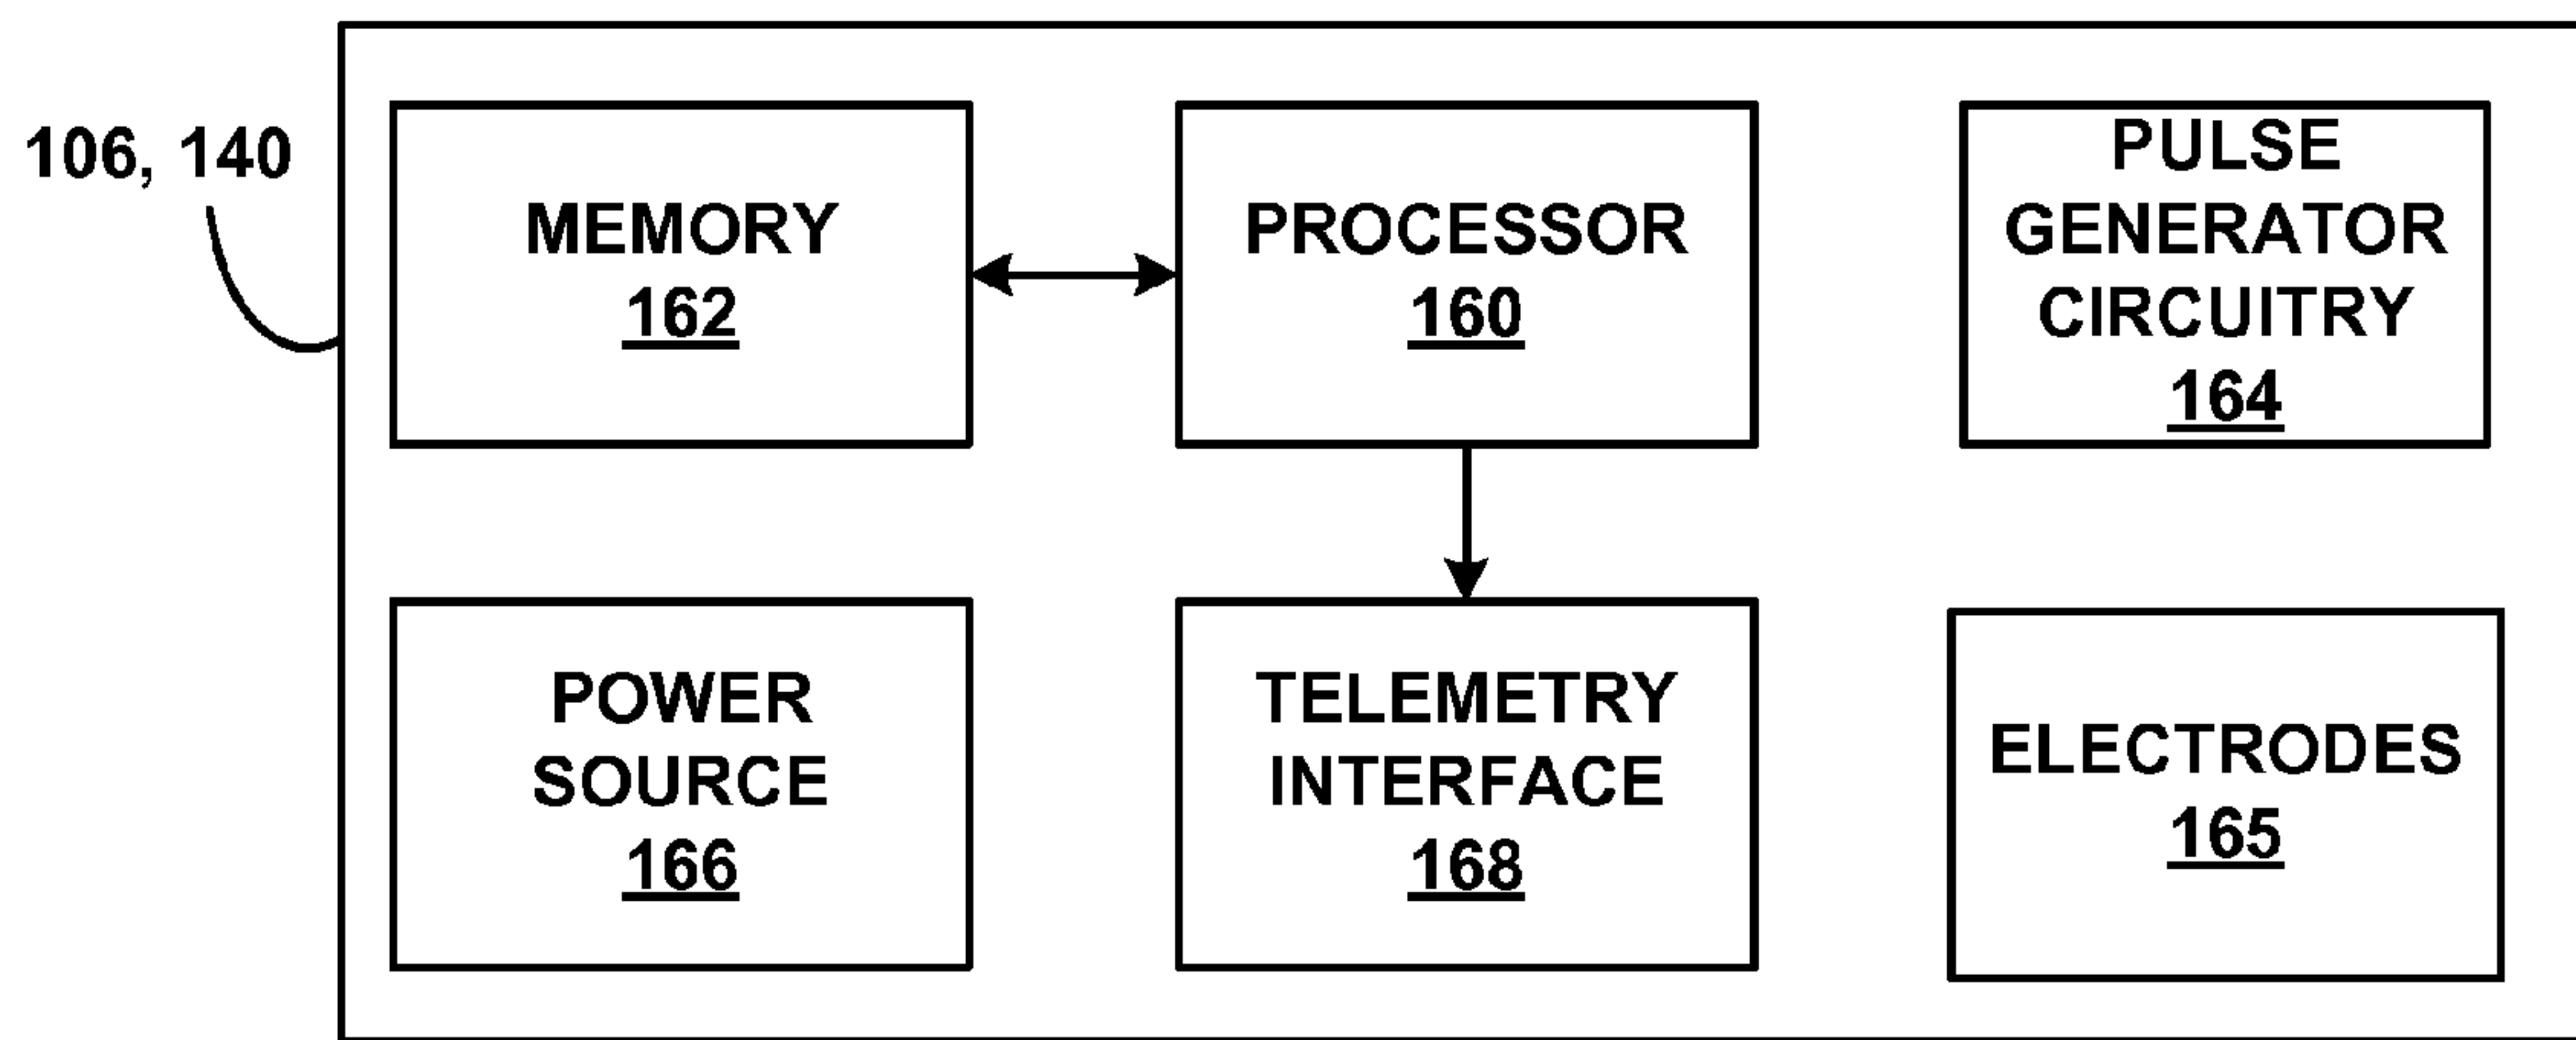 106, 140
MEMORY
162
PROCESSOR
160
PULSE
GENERATOR
CIRCUITRY
164
POWER
SOURCE
166
TELEMETRY
INTERFACE
168
ELECTRODES
165